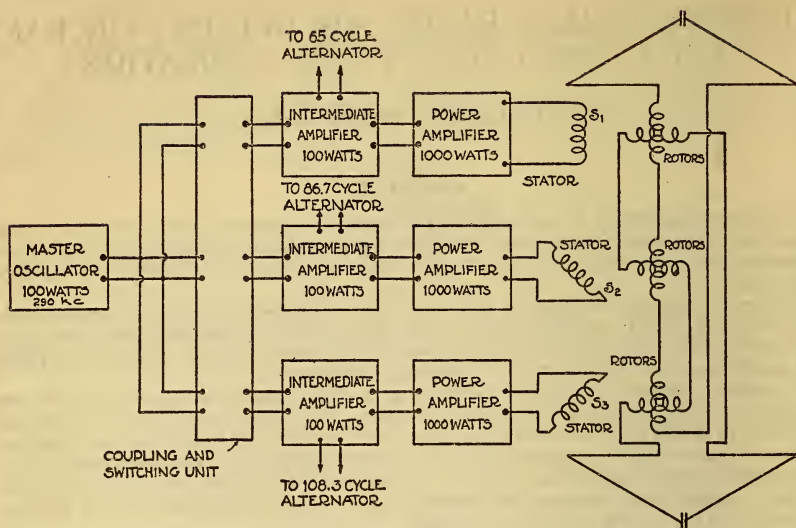 TO 65 CYCLE
ALTERNATOR
INTERMEDIATE
AMPLIFIER
100 WATTS
POWER
AMPLIFIER
1000 WATTS
S1
STATOR
ROTORS
TO 86.7 CYCLE
ALTERNATOR
MASTER
OSCILLATOR
100 WATTS
290 KC
INTERMEDIATE
AMPLIFIER
100 WATTS
POWER
AMPLIFIER
1000 WATTS
STATOR
S2
ROTORS
INTERMEDIATE
AMPLIFIER
100 WATTS
POWER
AMPLIFIER
1000 WATTS
S3
STATOR
ROTORS
COUPLING AND
SWITCHING UNIT
TO 108.3 CYCLE
ALTERNATOR